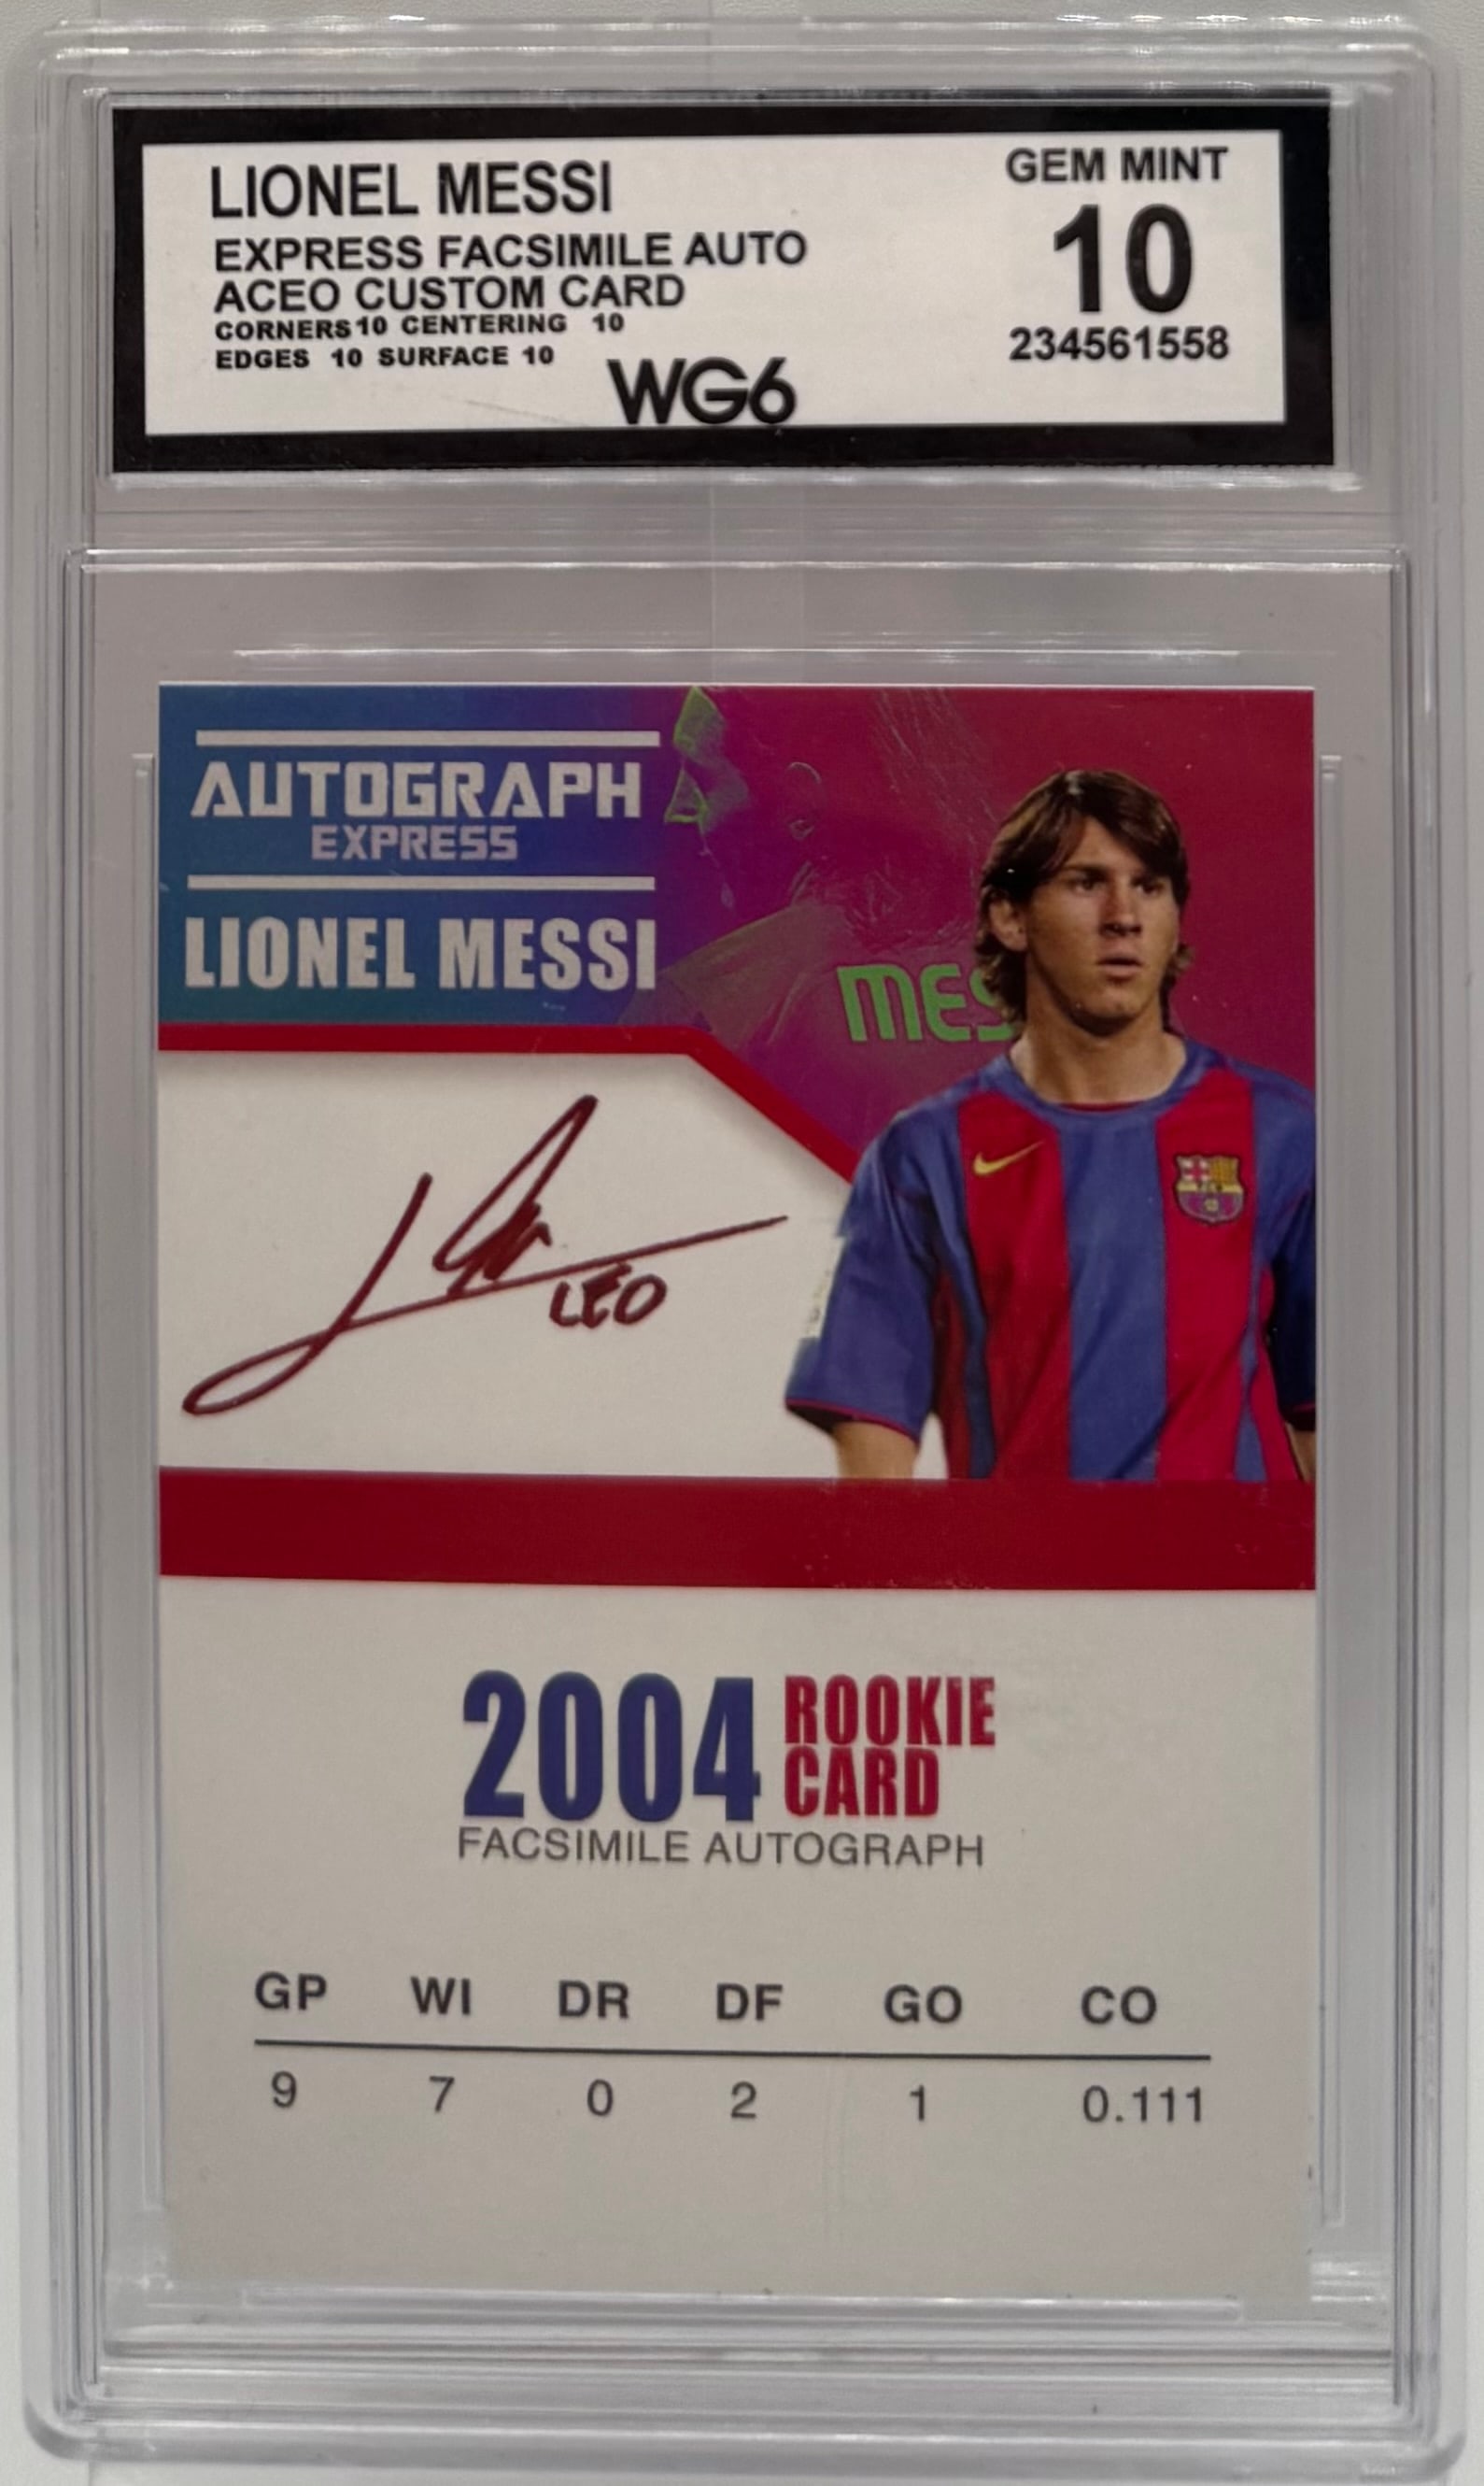 LIONEL MESSI
GEM MINT
EXPRESS FACSIMILE AUTO
10
ACEO CUSTOM CARD
CORNERS 10 CENTERING 10
234561558
EDGES 10 SURFACE 10
WG6
AUTOGRAPH
EXPRESS
LIONEL MESSI
MES
LEO
2004 ROOKIE
CARD
FACSIMILE AUTOGRAPH
GP WI DR DF GO CO
9 7 0 2 1 0.111